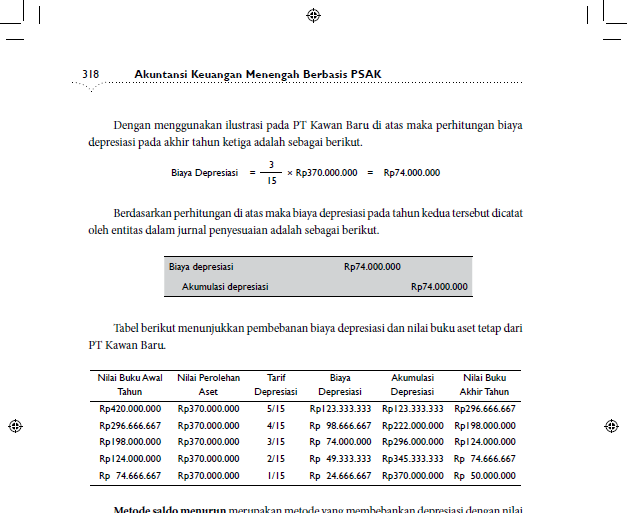 318 Akuntansi Keuangan Menengah Berbasis PSAK
Dengan menggunakan ilustrasi pada PT Kawan Baru di atas maka perhitungan biaya
depresiasi pada akhir tahun ketiga adalah sebagai berikut.
Biaya Depresiasi = 3/15 × Rp370.000.000 = Rp74.000.000
Berdasarkan perhitungan di atas maka biaya depresiasi pada tahun kedua tersebut dicatat
oleh entitas dalam jurnal penyesuaian adalah sebagai berikut.
Biaya depresiasi Rp74.000.000
Akumulasi depresiasi Rp74.000.000
Tabel berikut menunjukkan pembebanan biaya depresiasi dan nilai buku aset tetap dari
PT Kawan Baru.
Nilai Buku Awal Nilai Perolehan Tarif Biaya Akumulasi Nilai Buku
Tahun Aset Depresiasi Depresiasi Depresiasi Akhir Tahun
Rp420.000.000 Rp370.000.000 5/15 Rp123.333.333 Rp123.333.333 Rp296.666.667
Rp296.666.667 Rp370.000.000 4/15 Rp 98.666.667 Rp222.000.000 Rp198.000.000
Rp198.000.000 Rp370.000.000 3/15 Rp 74.000.000 Rp296.000.000 Rp124.000.000
Rp124.000.000 Rp370.000.000 2/15 Rp 49.333.333 Rp345.333.333 Rp 74.666.667
Rp 74.666.667 Rp370.000.000 1/15 Rp 24.666.667 Rp370.000.000 Rp 50.000.000
Metode saldo menurun merupakan metode yang membebankan depresiasi dengan nilai